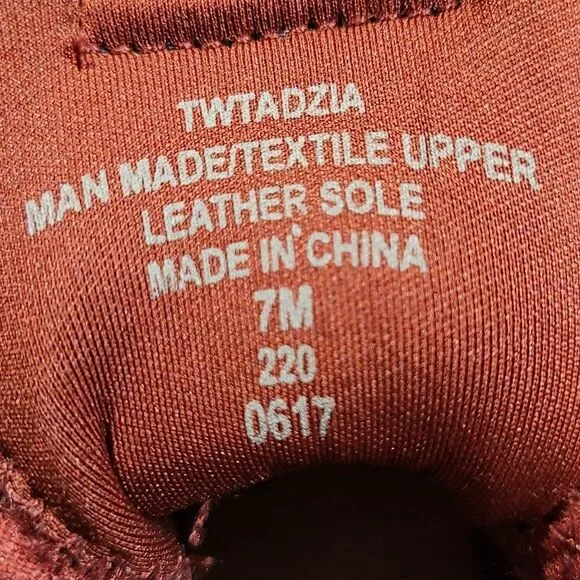 TWTADZIA
MAN MADE/TEXTILE UPPER
LEATHER SOLE
MADE IN CHINA
7M
220
0617